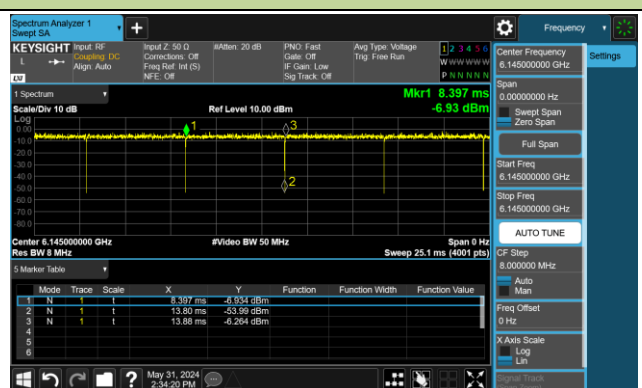 Spectrum Analyzer 1
Swept SA
Frequency
KEYSIGHT
L
LXI
Input: RF
Coupling: DC
Align: Auto
Input Z: 50 Ω
Corrections: Off
Freq Ref: Int (S)
NFE: Off
#Atten: 20 dB
PNO: Fast
Gate: Off
IF Gain: Low
Sig Track: Off
Avg Type: Voltage
Trig: Free Run
1 2 3 4 5 6
W W W W W W
P N N N N N
Center Frequency
6.145000000 GHz
Settings
Span
0.00000000 Hz
Swept Span
Zero Span
Full Span
Start Freq
6.145000000 GHz
Stop Freq
6.145000000 GHz
AUTO TUNE
CF Step
8.000000 MHz
Auto
Man
Freq Offset
0 Hz
X Axis Scale
Log
Lin
Signal Track
1 Spectrum
Scale/Div 10 dB
Ref Level 10.00 dBm
Mkr1 8.397 ms
-6.93 dBm
Log
0.00
-10.0
-20.0
-30.0
-40.0
-50.0
-60.0
-70.0
-80.0
1
3
2
Center 6.145000000 GHz
Res BW 8 MHz
#Video BW 50 MHz
Span 0 Hz
Sweep 25.1 ms (4001 pts)
5 Marker Table
Mode Trace Scale X Y Function Function Width Function Value
1 N 1 t 8.397 ms -6.934 dBm
2 N 1 t 13.80 ms -53.99 dBm
3 N 1 t 13.88 ms -6.264 dBm
4
5
6
May 31, 2024
2:34:20 PM